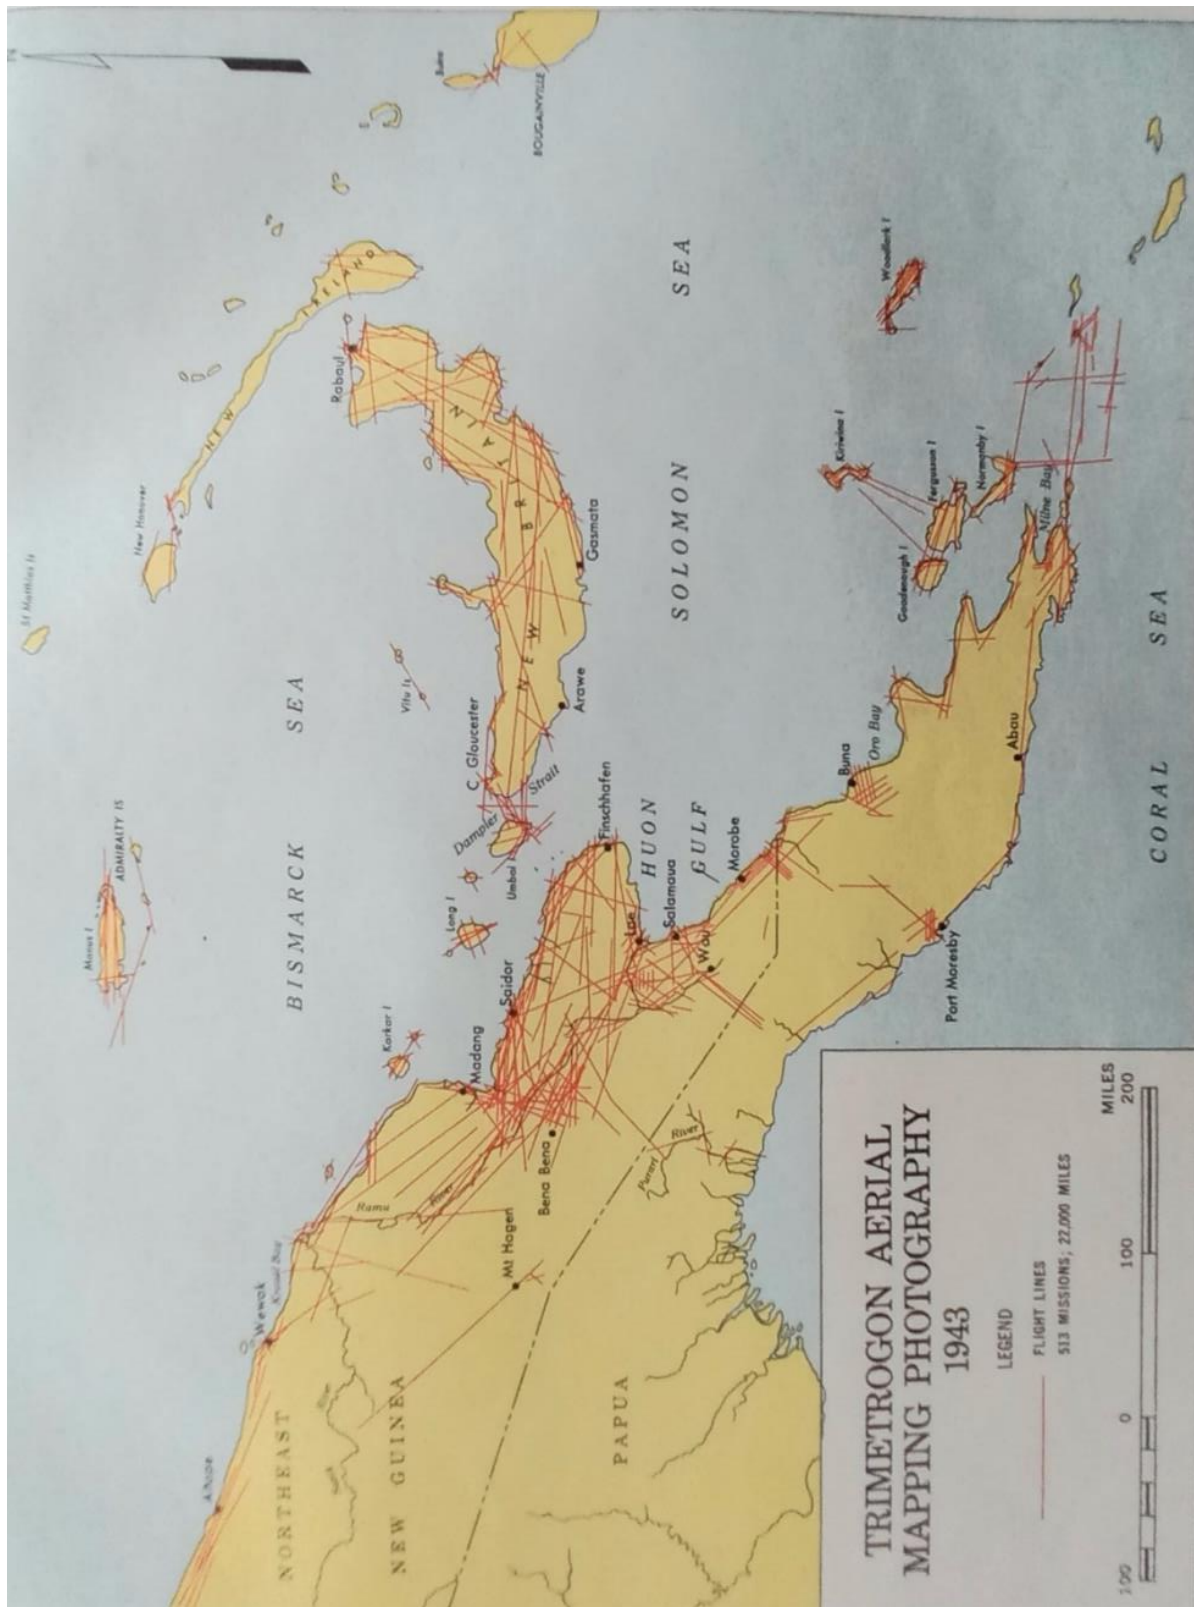 TRIMETROGON AERIAL
MAPPING PHOTOGRAPHY
1943
LEGEND
FLIGHT LINES
513 MISSIONS; 22,000 MILES
100
0
100
200
MILES
St Matthias Is
New Hanover
NEW IRELAND
Buka
BOUGAINVILLE
ADMIRALTY IS
Manus I
BISMARCK SEA
Rabaul
NEW BRITAIN
Vitu Is
C. Gloucester
Gasmata
Arawe
Dampier
Strait
Umboi I
Long I
Karkar I
Saidor
Madang
Finschhafen
HUON
GULF
Lae
Salamaua
Wau
Morobe
SOLOMON SEA
Woodlark I
Kiriwina I
Goodenough I
Fergusson I
Normanby I
Milne Bay
Buna
Oro Bay
Abau
Port Moresby
CORAL SEA
Wewak
Ramu
River
Bena Bena
Mt Hagen
Purari
River
NORTHEAST
NEW GUINEA
PAPUA